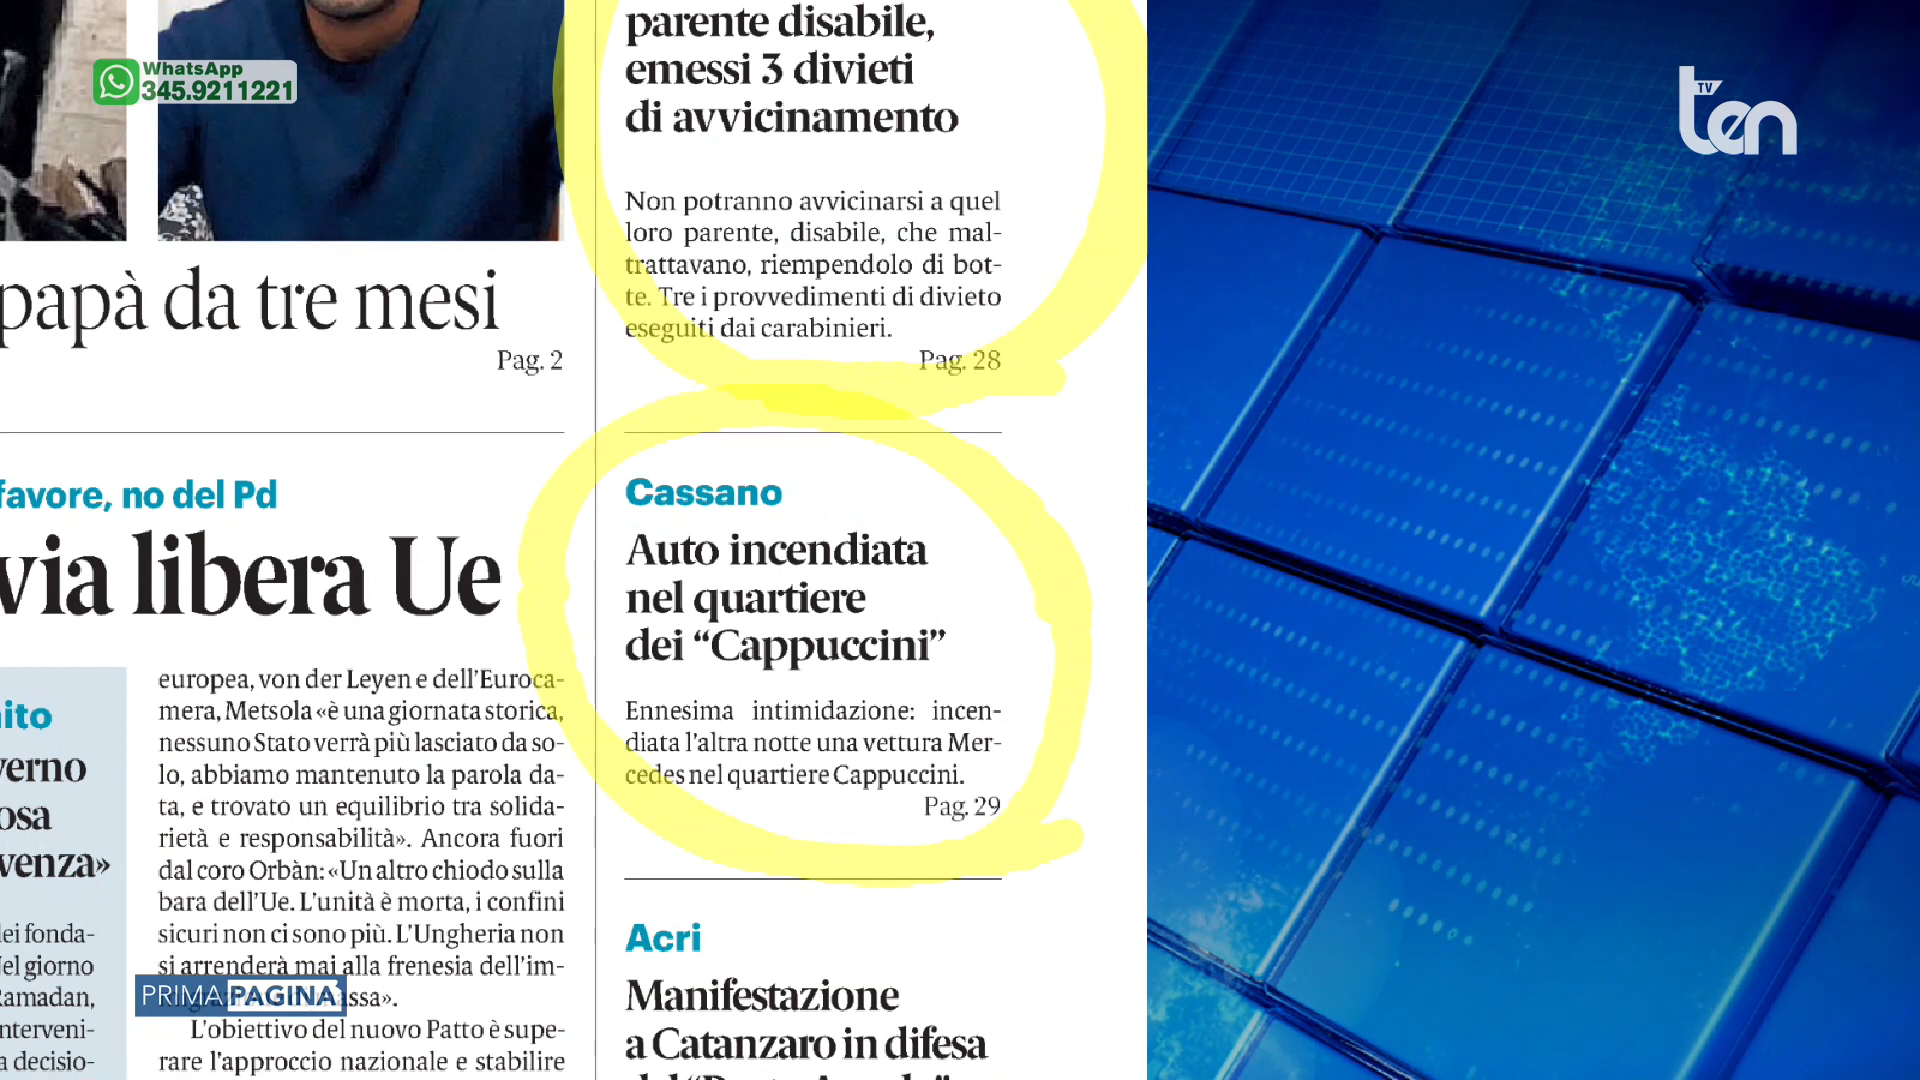 WhatsApp
345.9211221
TV
ten
papà da tre mesi
Pag. 2
favore, no del Pd
via libera Ue
europea, von der Leyen e dell'Euroca-
mera, Metsola «è una giornata storica,
nessuno Stato verrà più lasciato da so-
lo, abbiamo mantenuto la parola da-
ta, e trovato un equilibrio tra solida-
rietà e responsabilità». Ancora fuori
dal coro Orbàn: «Un altro chiodo sulla
bara dell'Ue. L'unità è morta, i confini
sicuri non ci sono più. L'Ungheria non
si arrenderà mai alla frenesia dell'im-
assa».
L'obiettivo del nuovo Patto è supe-
rare l'approccio nazionale e stabilire
ito
verno
osa
venza»
lei fonda-
del giorno
Ramadan,
nterveni-
a decisio-
PRIMA PAGINA
parente disabile,
emessi 3 divieti
di avvicinamento
Non potranno avvicinarsi a quel
loro parente, disabile, che mal-
trattavano, riempendolo di bot-
te. Tre i provvedimenti di divieto
eseguiti dai carabinieri.
Pag. 28
Cassano
Auto incendiata
nel quartiere
dei “Cappuccini”
Ennesima intimidazione: incen-
diata l'altra notte una vettura Mer-
cedes nel quartiere Cappuccini.
Pag. 29
Acri
Manifestazione
a Catanzaro in difesa